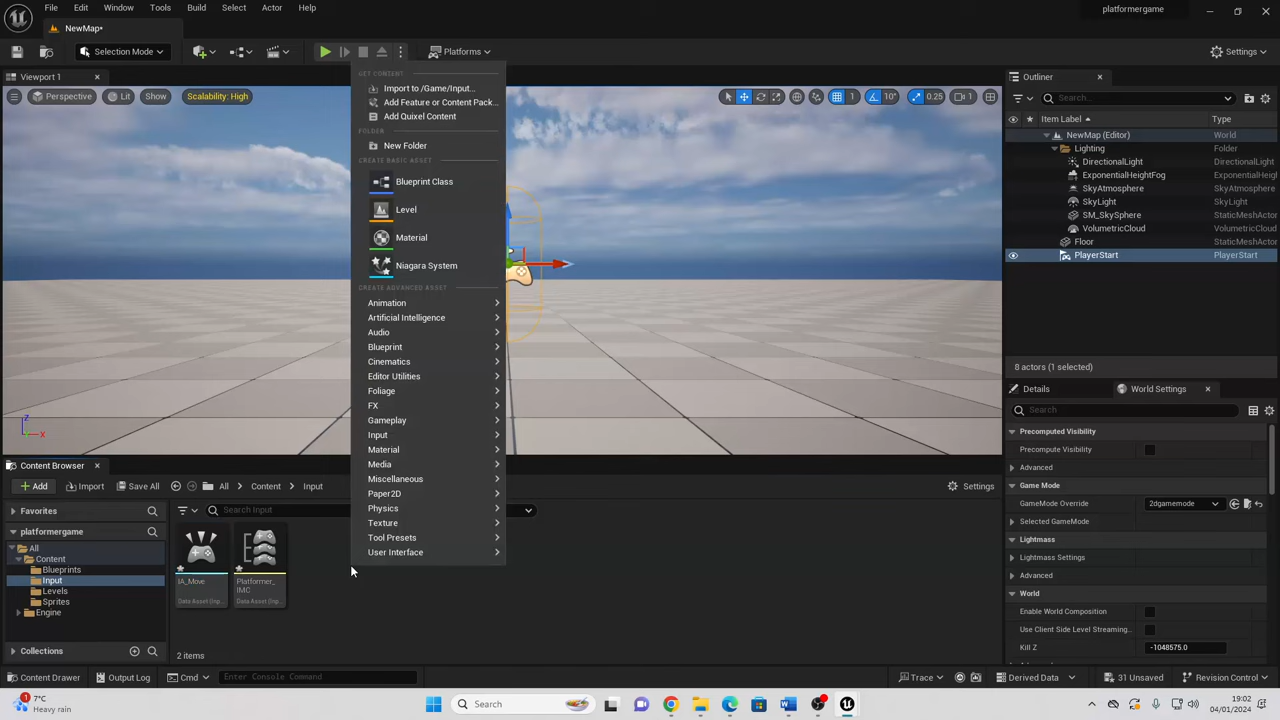 File Edit Window Tools Build Select Actor Help
platformergame
NewMap*
Selection Mode
Platforms
Settings
Viewport 1
Perspective Lit Show Scalability: High
1 10° 0.25 1
GET CONTENT
Import to /Game/Input...
Add Feature or Content Pack...
Add Quixel Content
FOLDER
New Folder
CREATE BASIC ASSET
Blueprint Class
Level
Material
Niagara System
CREATE ADVANCED ASSET
Animation
Artificial Intelligence
Audio
Blueprint
Cinematics
Editor Utilities
Foliage
FX
Gameplay
Input
Material
Media
Miscellaneous
Paper2D
Physics
Texture
Tool Presets
User Interface
Z
X
Outliner
Search...
Item Label Type
NewMap (Editor) World
Lighting Folder
DirectionalLight DirectionalLight
ExponentialHeightFog ExponentialHeigh
SkyAtmosphere SkyAtmosphere
SkyLight SkyLight
SM_SkySphere StaticMeshActor
VolumetricCloud VolumetricCloud
Floor StaticMeshActor
PlayerStart PlayerStart
8 actors (1 selected)
Details World Settings
Search
Precomputed Visibility
Precompute Visibility
Advanced
Game Mode
GameMode Override 2dgamemode
Selected GameMode
Lightmass
Lightmass Settings
Advanced
World
Enable World Composition
Use Client Side Level Streaming...
Kill Z -1048575.0
Content Browser
Add Import Save All All Content Input Settings
Favorites
platformergame
All
Content
Blueprints
Input
Levels
Sprites
Engine
Collections
Search Input
IA_Move
Data Asset (Inp...
Platformer_
IMC
Data Asset (Inp...
2 items
Content Drawer Output Log Cmd Enter Console Command
Trace Derived Data 31 Unsaved Revision Control
7°C
Heavy rain
Search
19:02
04/01/2024